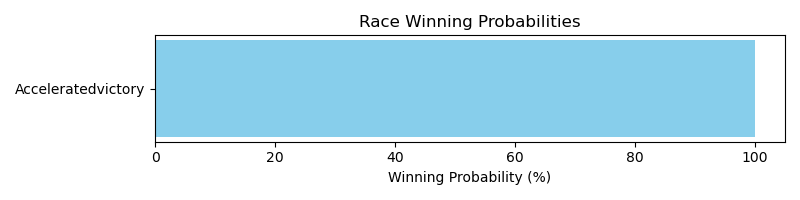 Race Winning Probabilities
Acceleratedvictory
0 20 40 60 80 100
Winning Probability (%)